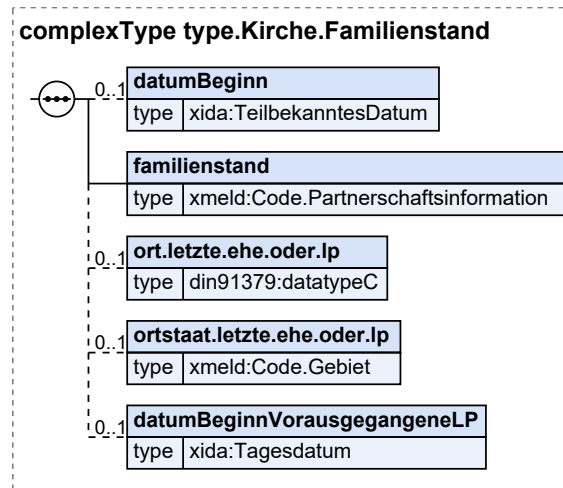 complexType type.Kirche.Familienstand
0..1 datumBeginn
type xida:TeilbekanntesDatum
familienstand
type xmeld:Code.Partnerschaftsinformation
0..1 ort.letzte.ehe.oder.lp
type din91379:datatypeC
0..1 ortstaat.letzte.ehe.oder.lp
type xmeld:Code.Gebiet
0..1 datumBeginnVorausgegangeneLP
type xida:Tagesdatum